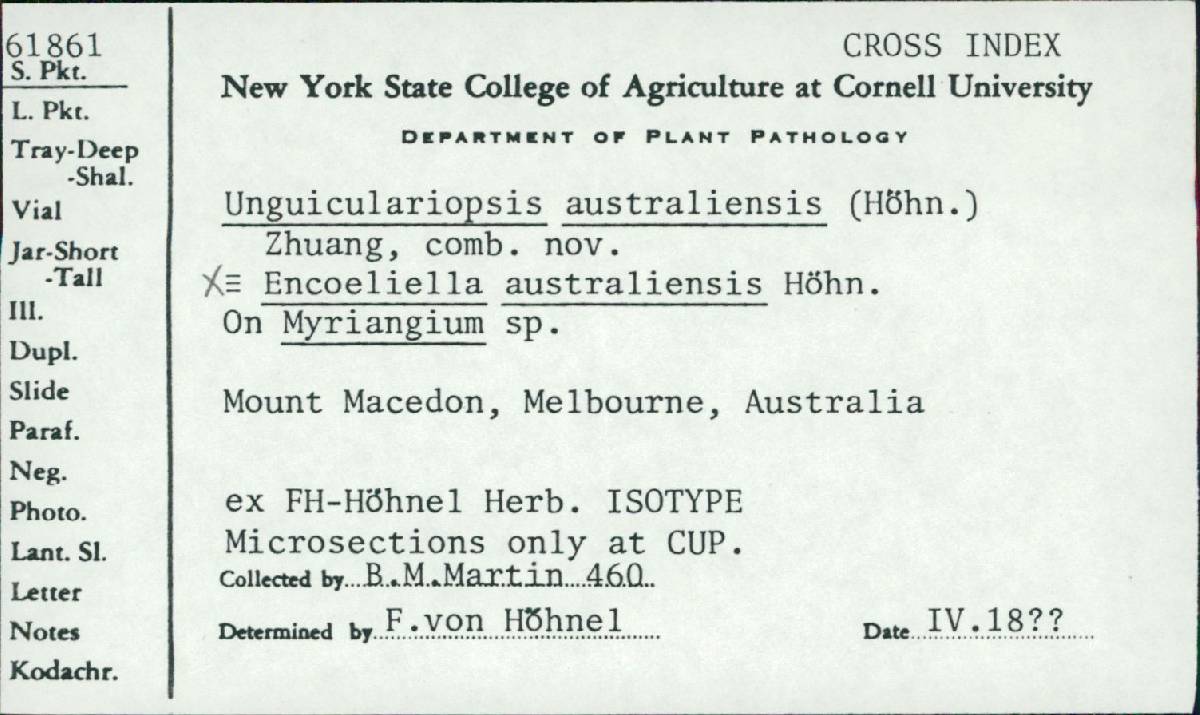 61861
S. Pkt.
L. Pkt.
Tray-Deep
-Shal.
Vial
Jar-Short
-Tall
Ill.
Dupl.
Slide
Paraf.
Neg.
Photo.
Lant. Sl.
Letter
Notes
Kodachr.
CROSS INDEX
New York State College of Agriculture at Cornell University
DEPARTMENT OF PLANT PATHOLOGY
Unguiculariopsis australiensis (Höhn.)
Zhuang, comb. nov.
X≡ Encoeliella australiensis Höhn.
On Myriangium sp.
Mount Macedon, Melbourne, Australia
ex FH-Höhnel Herb. ISOTYPE
Microsections only at CUP.
Collected by B.M.Martin 460
Determined by F.von Höhnel Date IV.18??